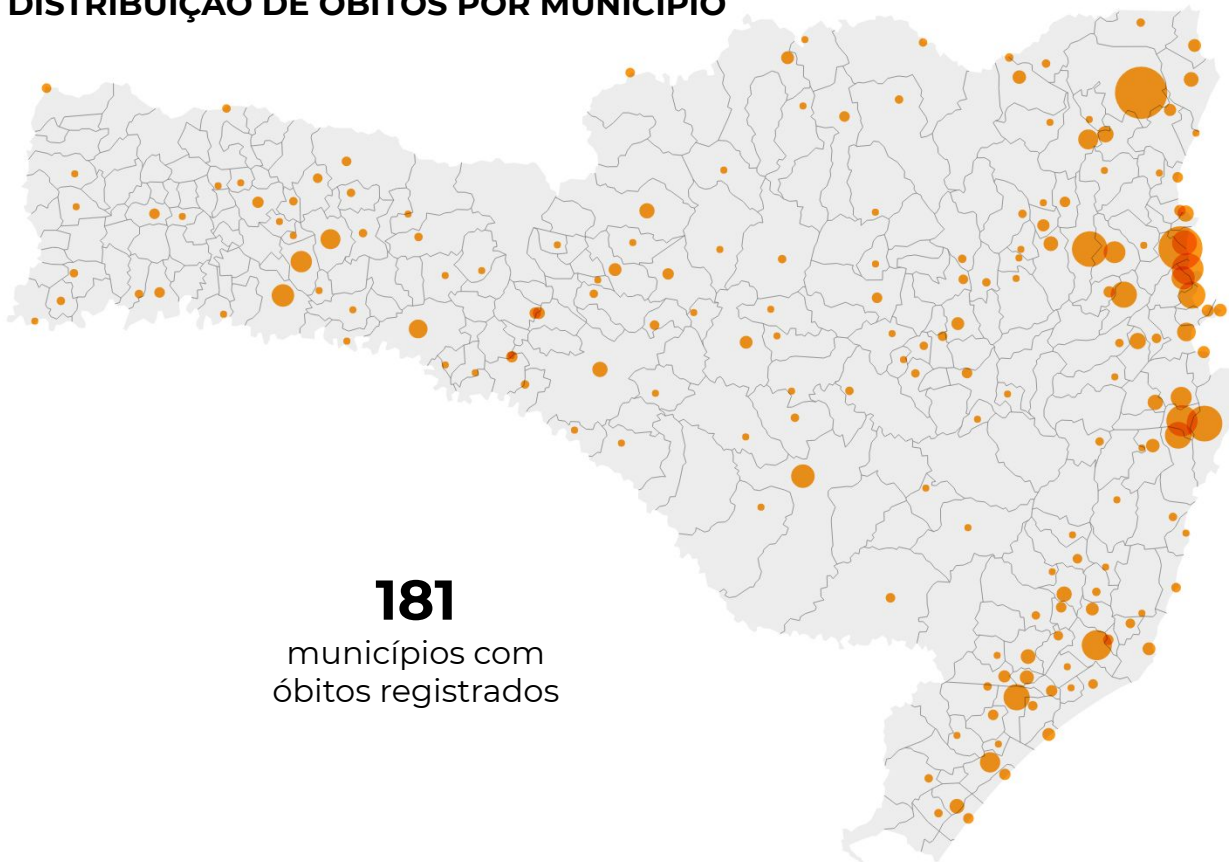 DISTRIBUIÇÃO DE ÓBITOS POR MUNICÍPIO
181
municípios com
óbitos registrados